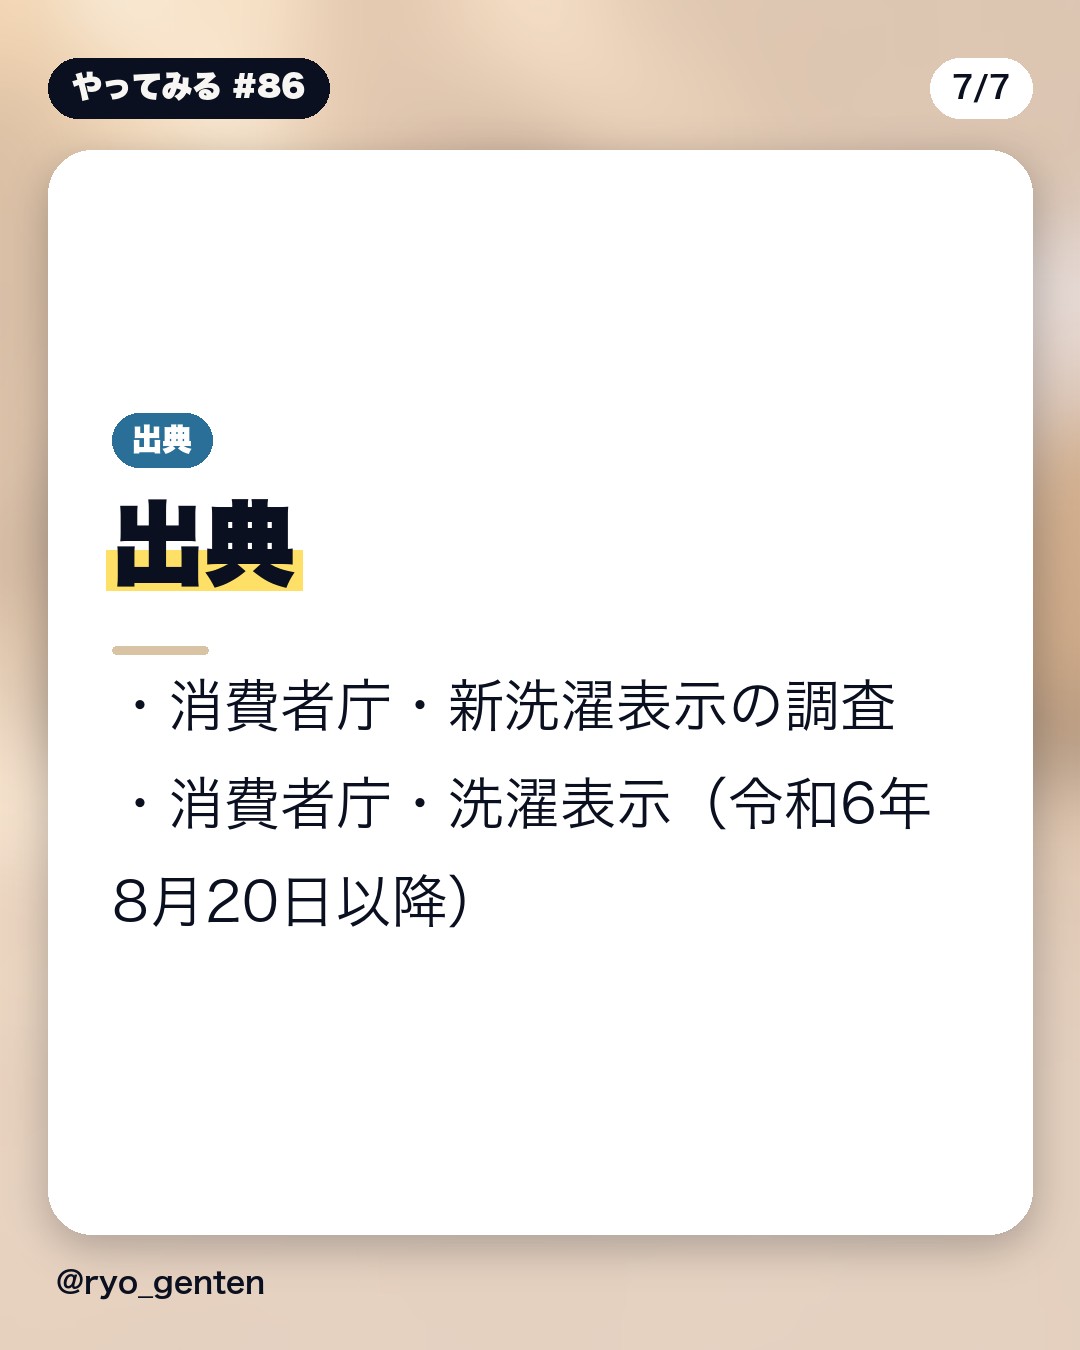 やってみる #86
7/7
出典
出典
・消費者庁・新洗濯表示の調査
・消費者庁・洗濯表示（令和6年
8月20日以降）
@ryo_genten